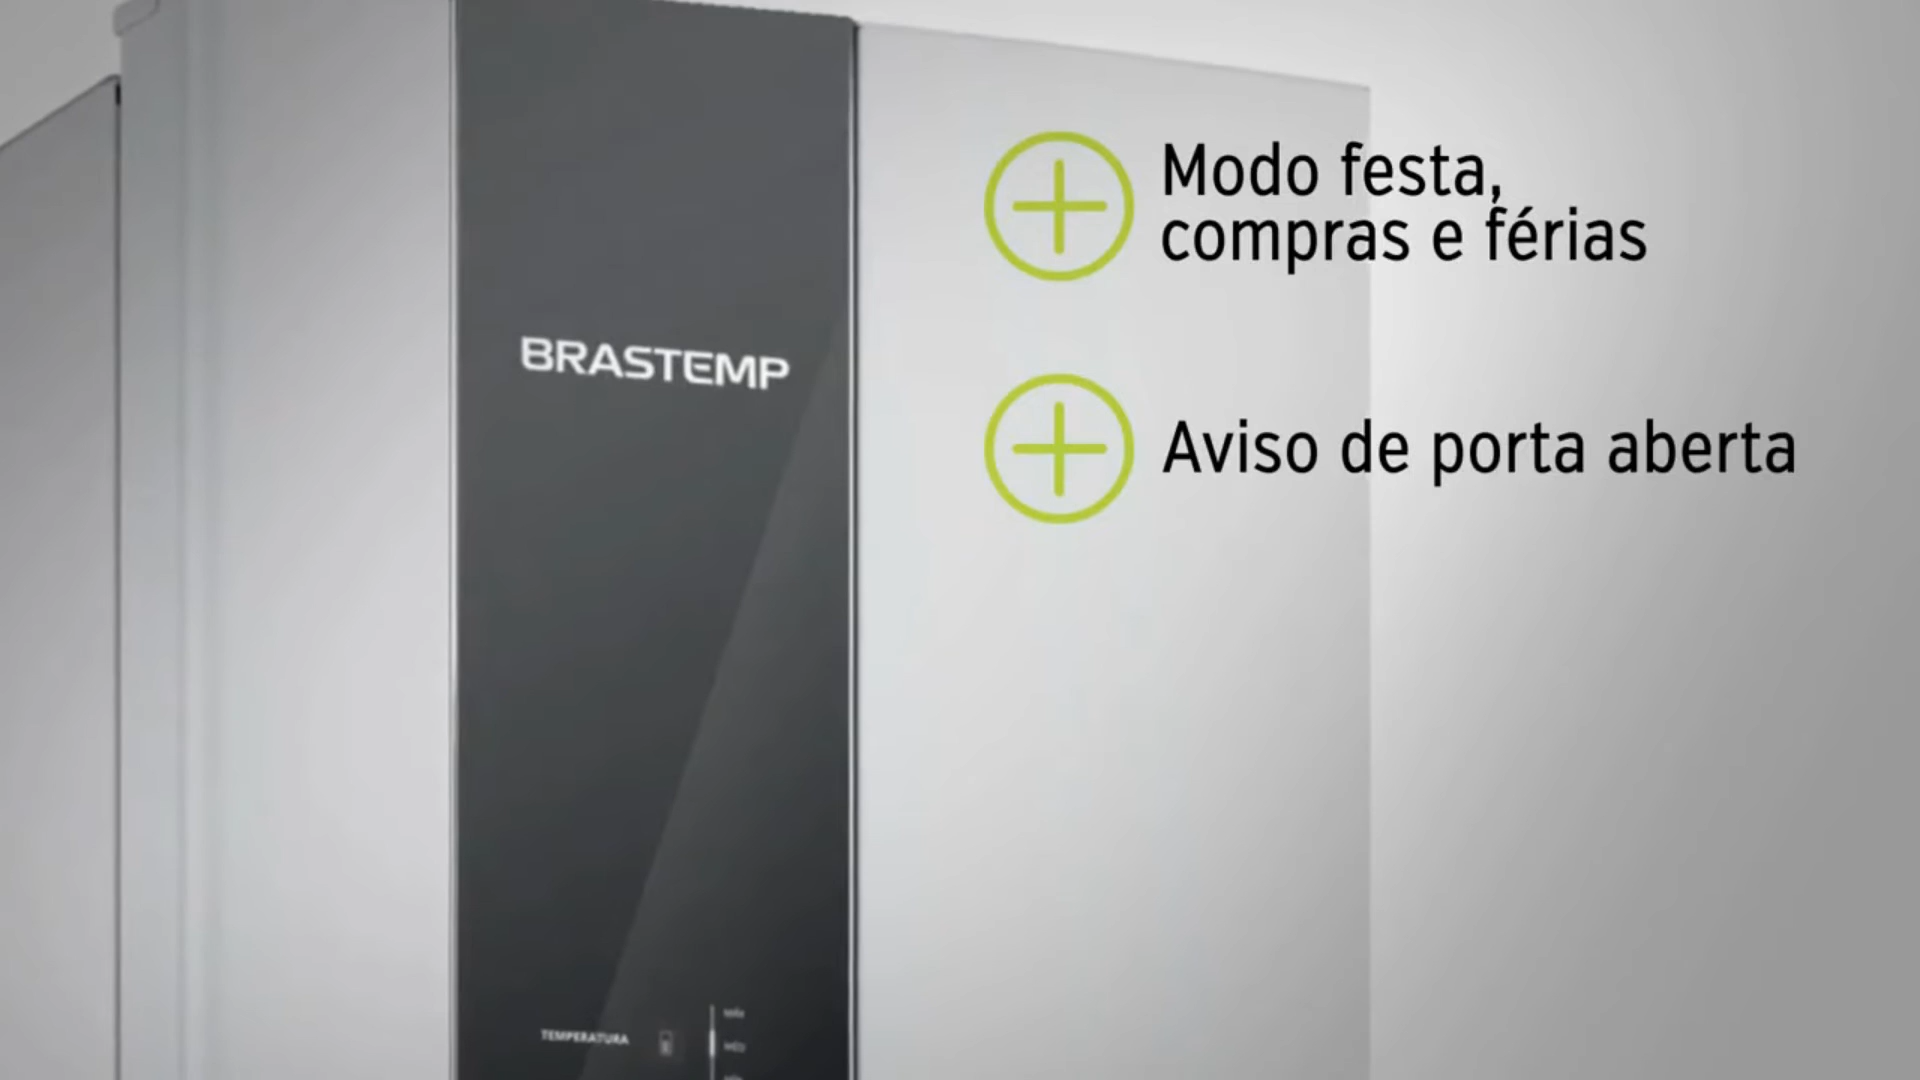 Modo festa,
compras e férias
BRASTEMP
Aviso de porta aberta
TEMPERATURA